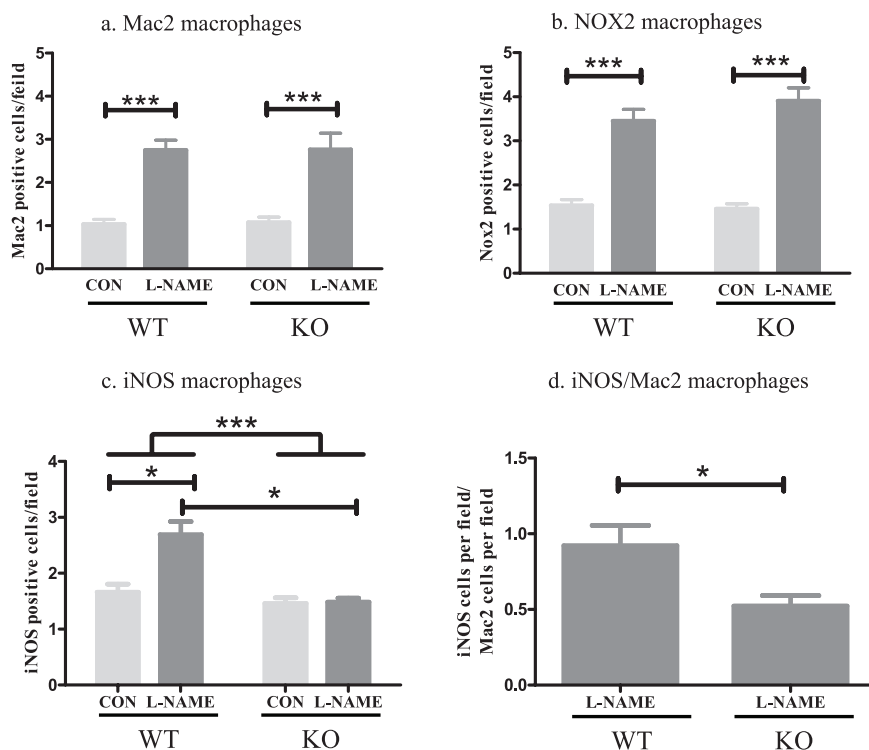 a. Mac2 macrophages
Mac2 positive cells/feild
5
4
3
2
1
0
***
***
CON L-NAME CON L-NAME
WT KO
b. NOX2 macrophages
Nox2 positive cells/field
5
4
3
2
1
0
***
***
CON L-NAME CON L-NAME
WT KO
c. iNOS macrophages
iNOS positive cells/field
4
3
2
1
0
***
*
*
CON L-NAME CON L-NAME
WT KO
d. iNOS/Mac2 macrophages
iNOS cells per field/
Mac2 cells per field
1.5
1.0
0.5
0.0
*
L-NAME L-NAME
WT KO